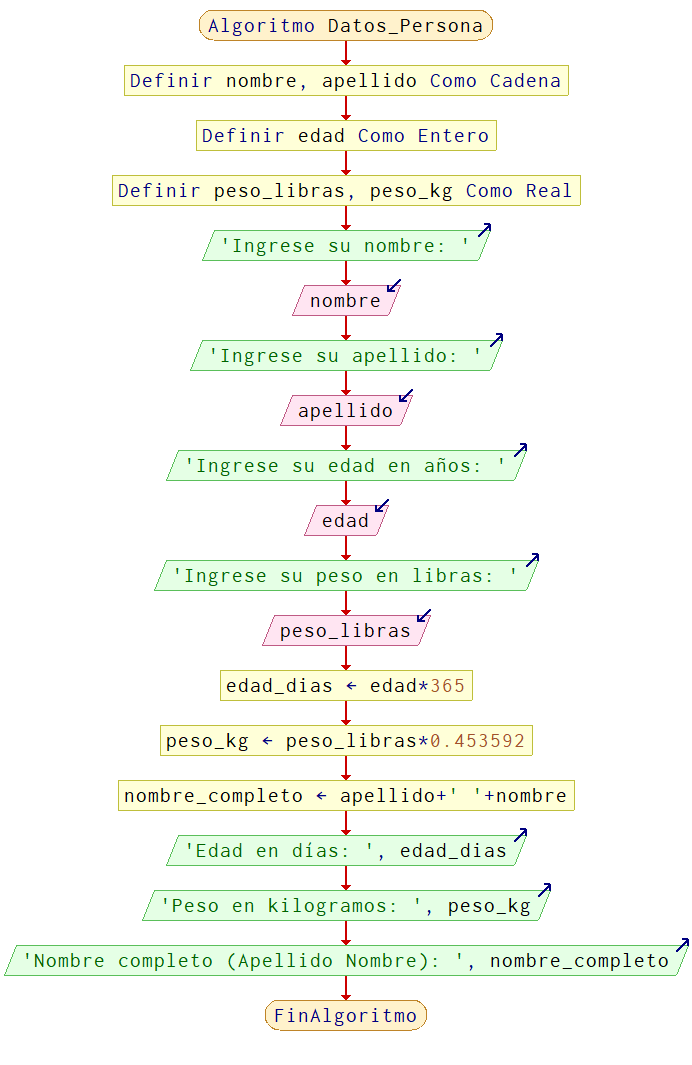 Algoritmo Datos_Persona
Definir nombre, apellido Como Cadena
Definir edad Como Entero
Definir peso_libras, peso_kg Como Real
'Ingrese su nombre: '
nombre
'Ingrese su apellido: '
apellido
'Ingrese su edad en años: '
edad
'Ingrese su peso en libras: '
peso_libras
edad_dias ← edad*365
peso_kg ← peso_libras*0.453592
nombre_completo ← apellido+' '+nombre
'Edad en días: ', edad_dias
'Peso en kilogramos: ', peso_kg
'Nombre completo (Apellido Nombre): ', nombre_completo
FinAlgoritmo